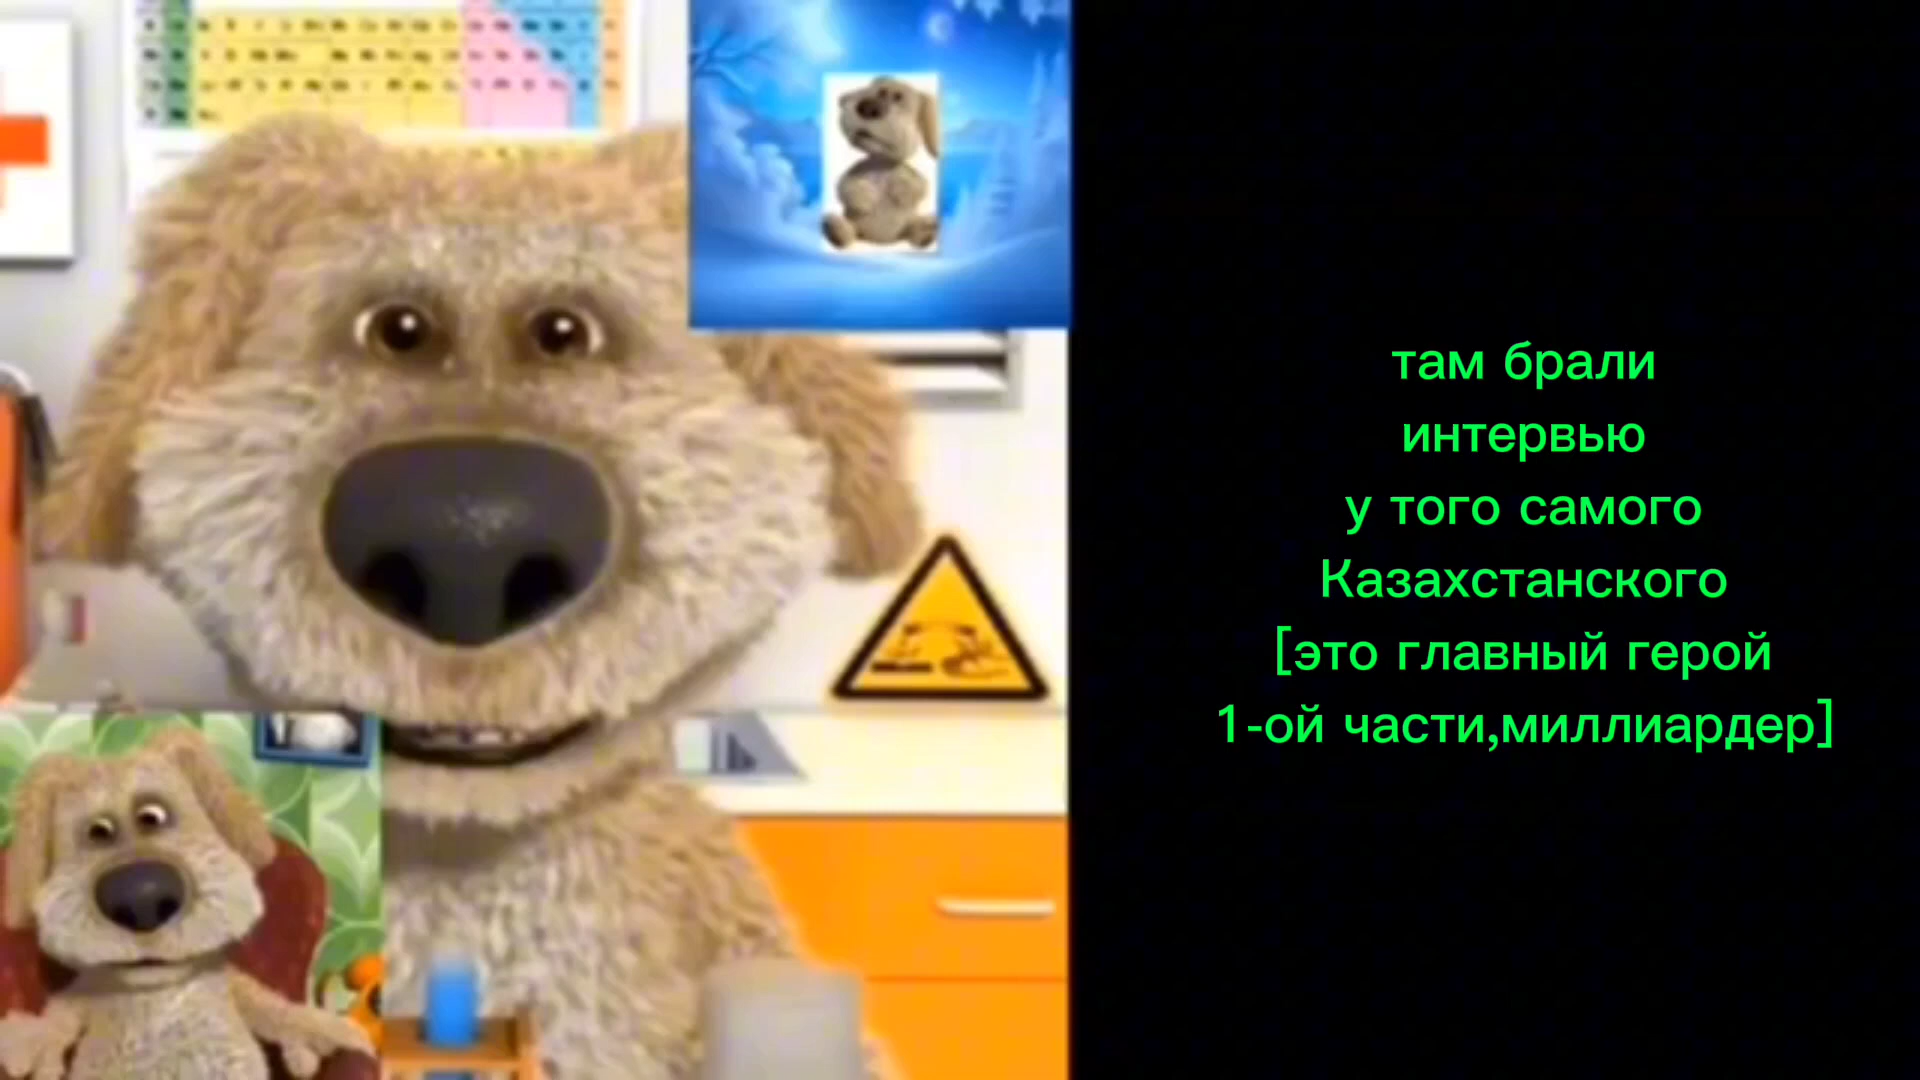 там брали
интервью
у того самого
Казахстанского
[это главный герой
1-ой части,миллиардер]